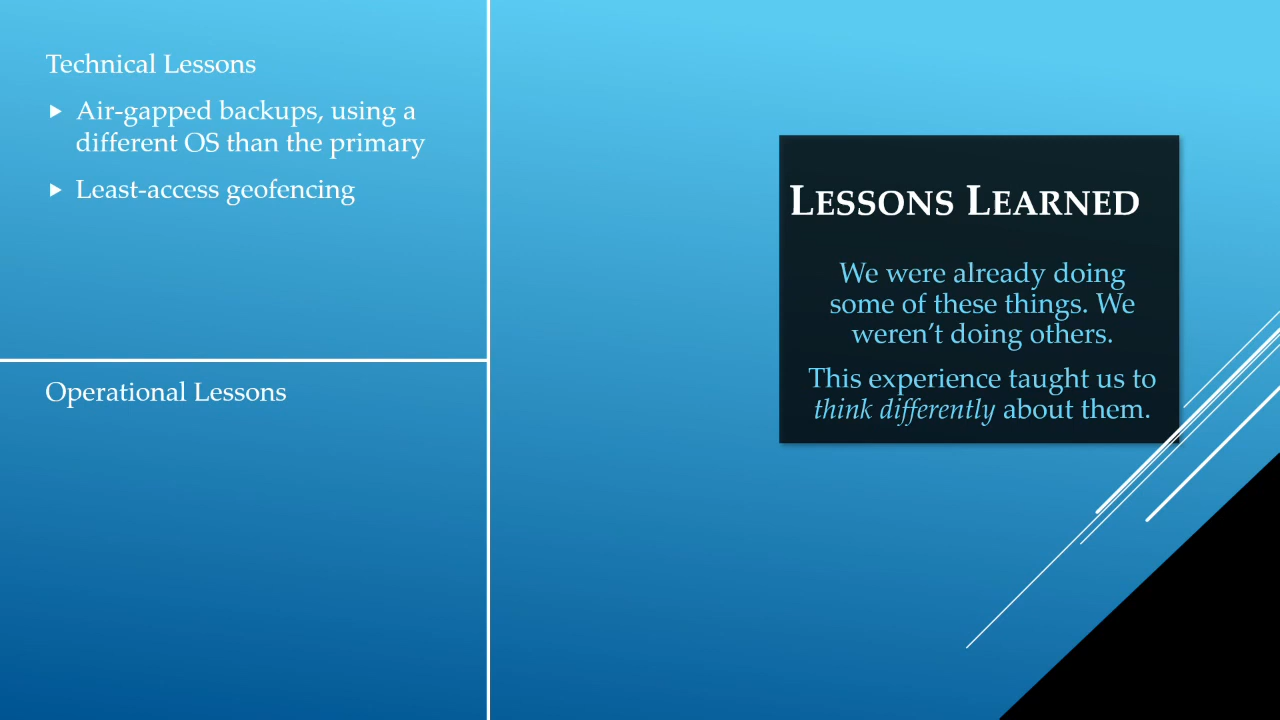 Technical Lessons
Air-gapped backups, using a
different OS than the primary
Least-access geofencing
Operational Lessons
Lessons Learned
We were already doing
some of these things. We
weren’t doing others.
This experience taught us to
think differently about them.